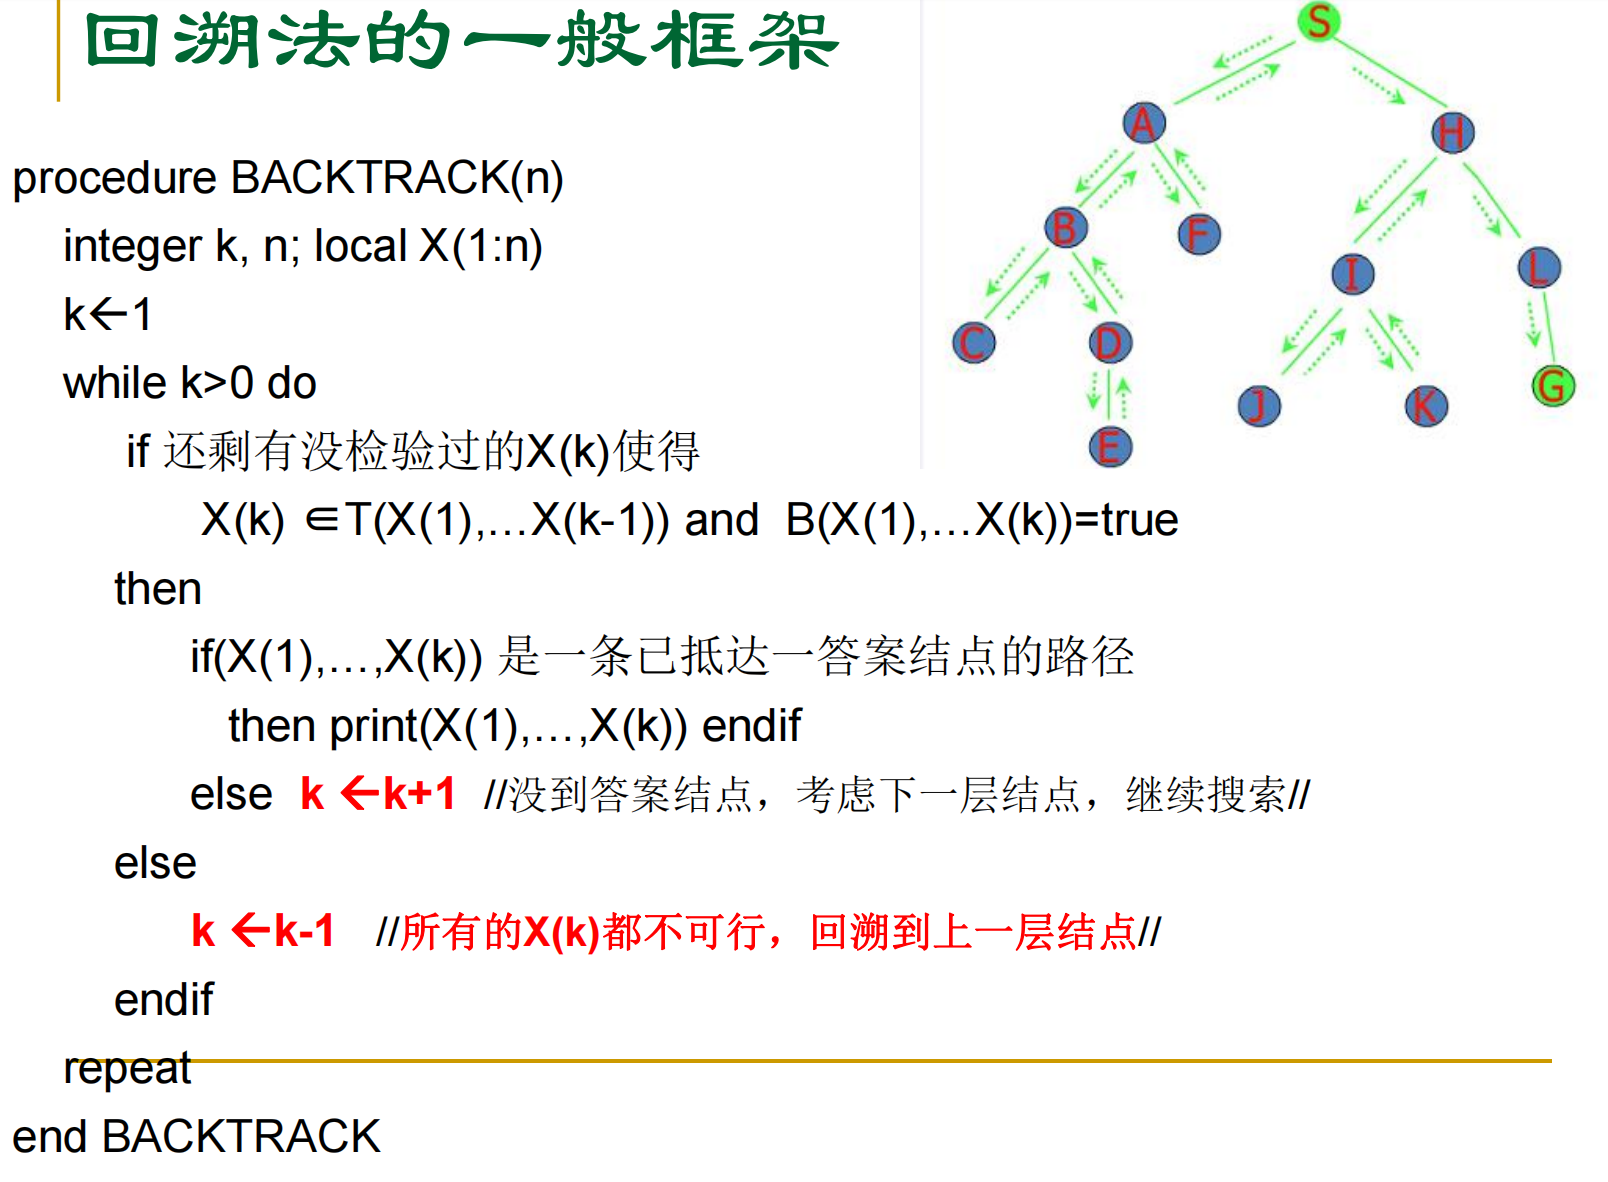 回溯法的一般框架
procedure BACKTRACK(n)
integer k, n; local X(1:n)
k←1
while k>0 do
if 还剩有没检验过的X(k)使得
X(k) ∈T(X(1),…X(k-1)) and B(X(1),…X(k))=true
then
if(X(1),…,X(k)) 是一条已抵达一答案结点的路径
then print(X(1),…,X(k)) endif
else k ←k+1 //没到答案结点，考虑下一层结点，继续搜索//
else
k ←k-1 //所有的X(k)都不可行，回溯到上一层结点//
endif
repeat
end BACKTRACK
S
A
H
B
F
I
L
C
D
J
K
G
E